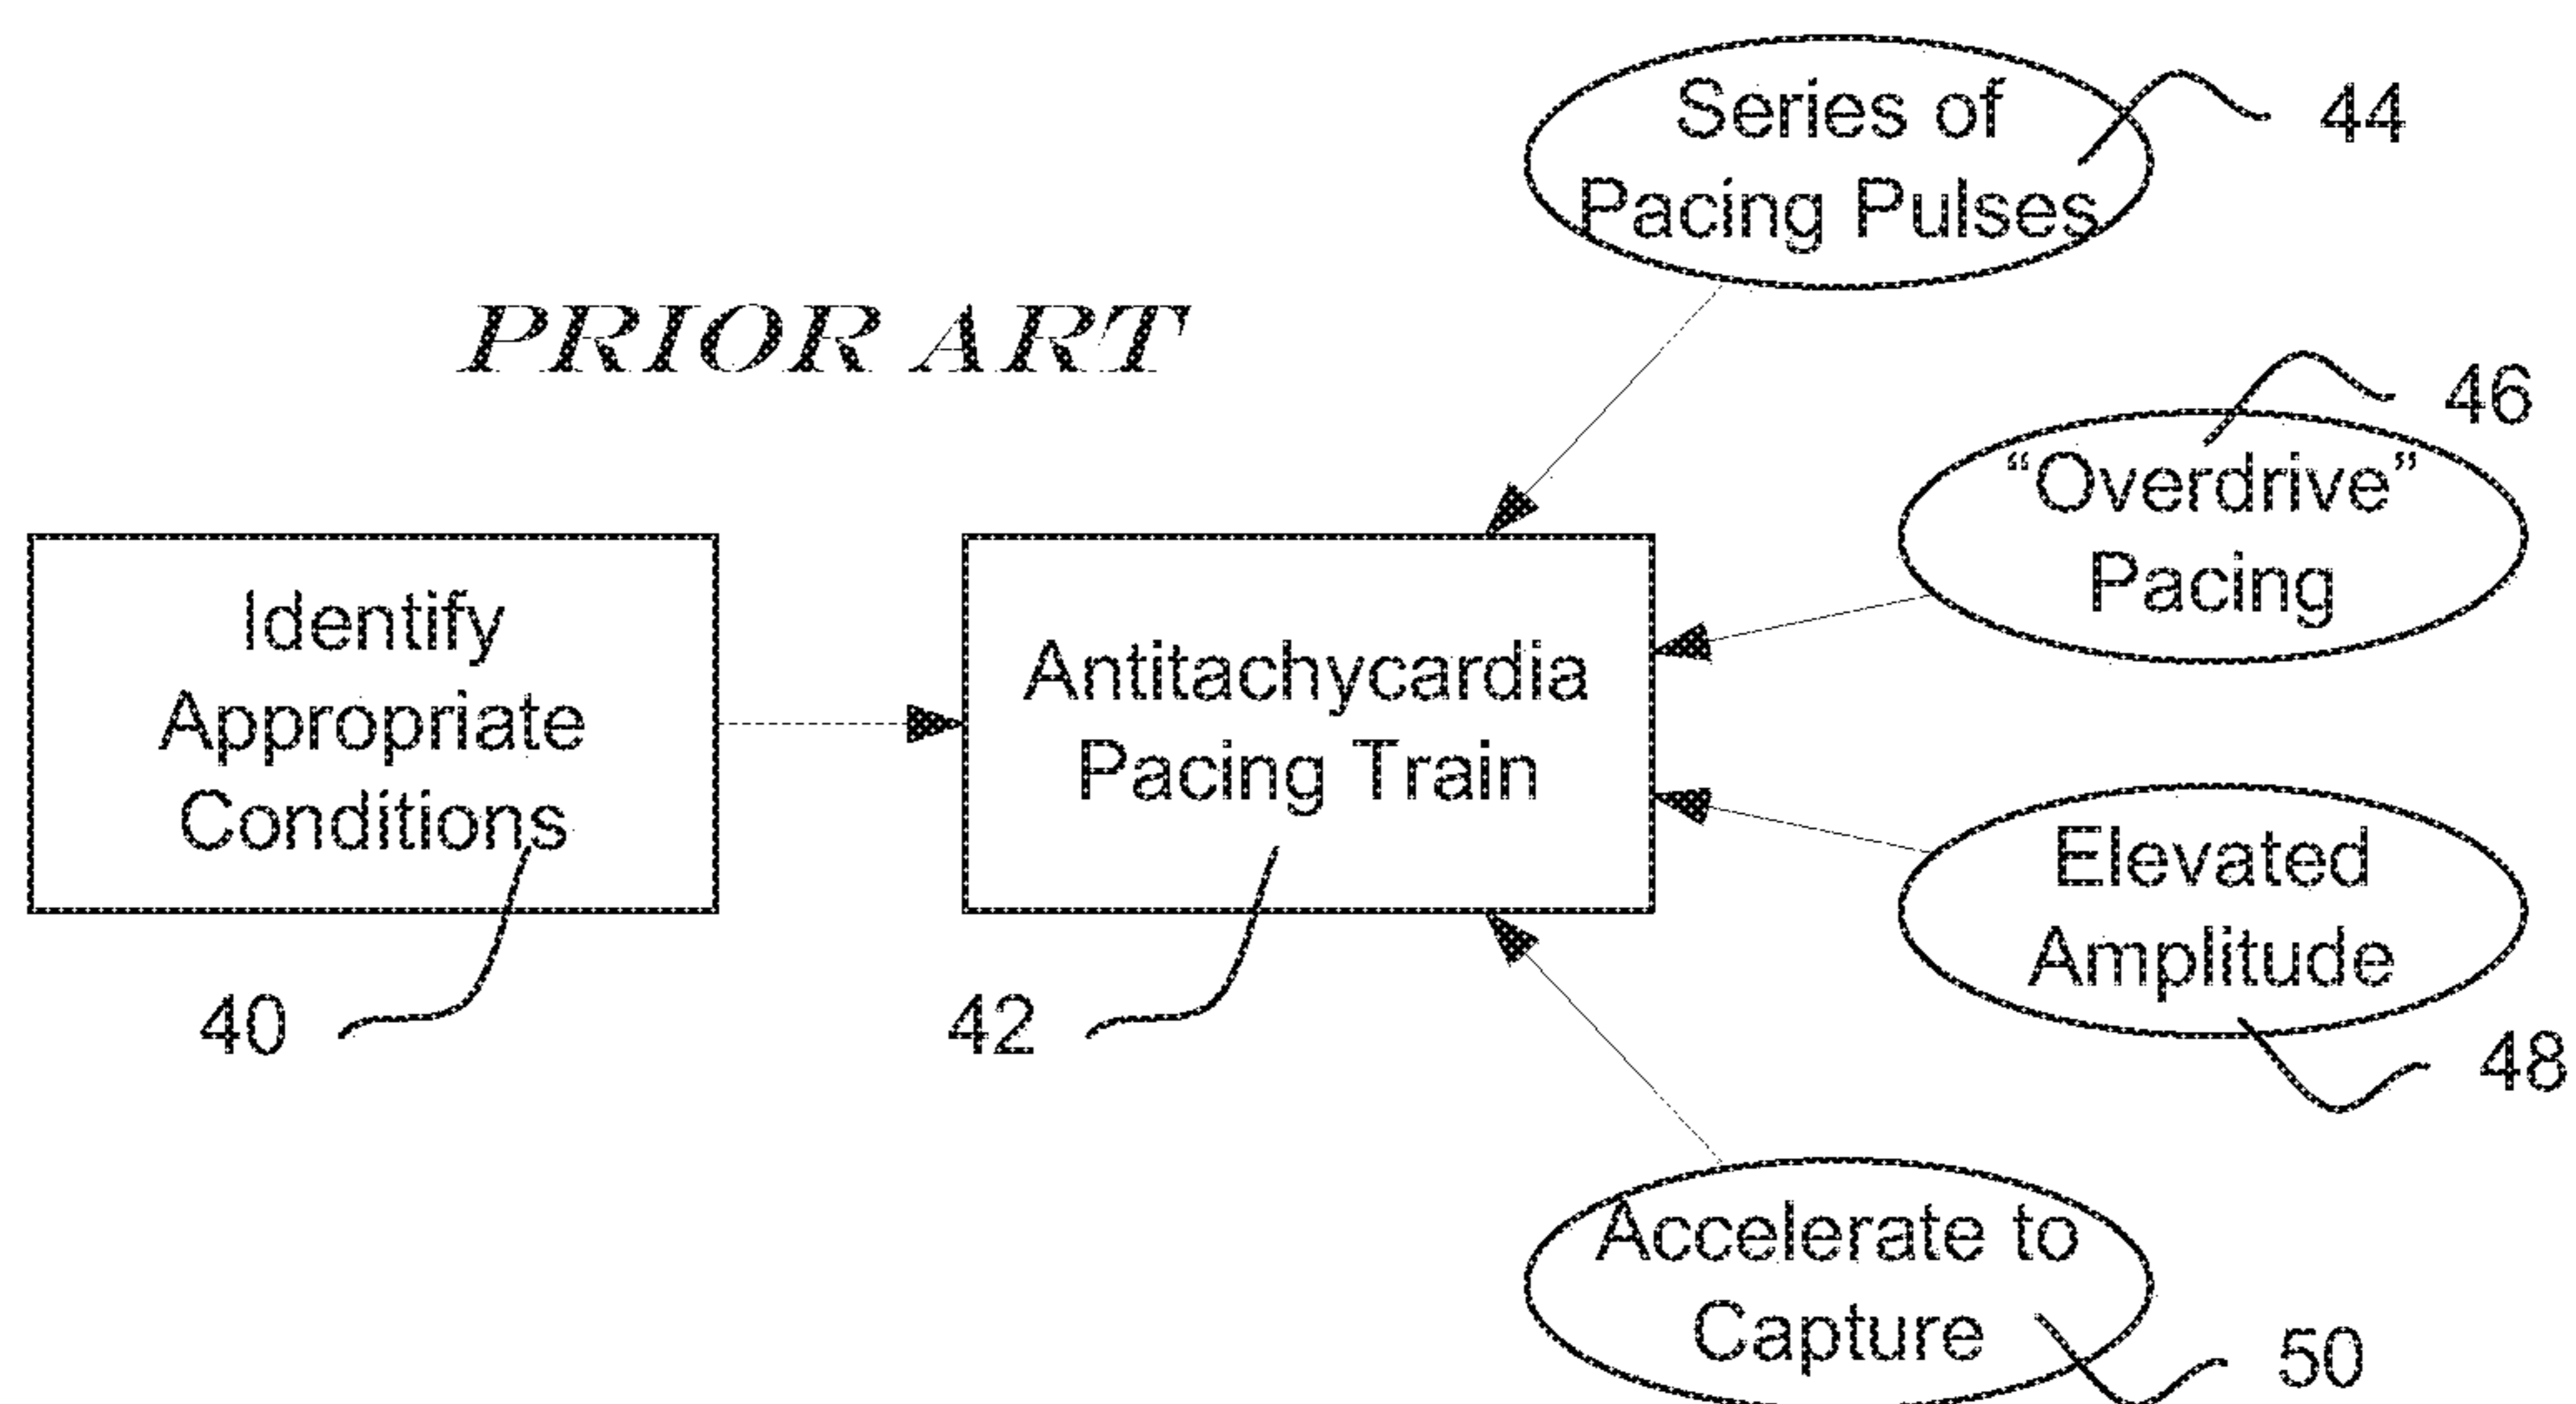 Series of
Pacing Pulses
44
PRIOR ART
46
“Overdrive”
Pacing
Identify
Appropriate
Conditions
40
Antitachycardia
Pacing Train
42
Elevated
Amplitude
48
Accelerate to
Capture
50